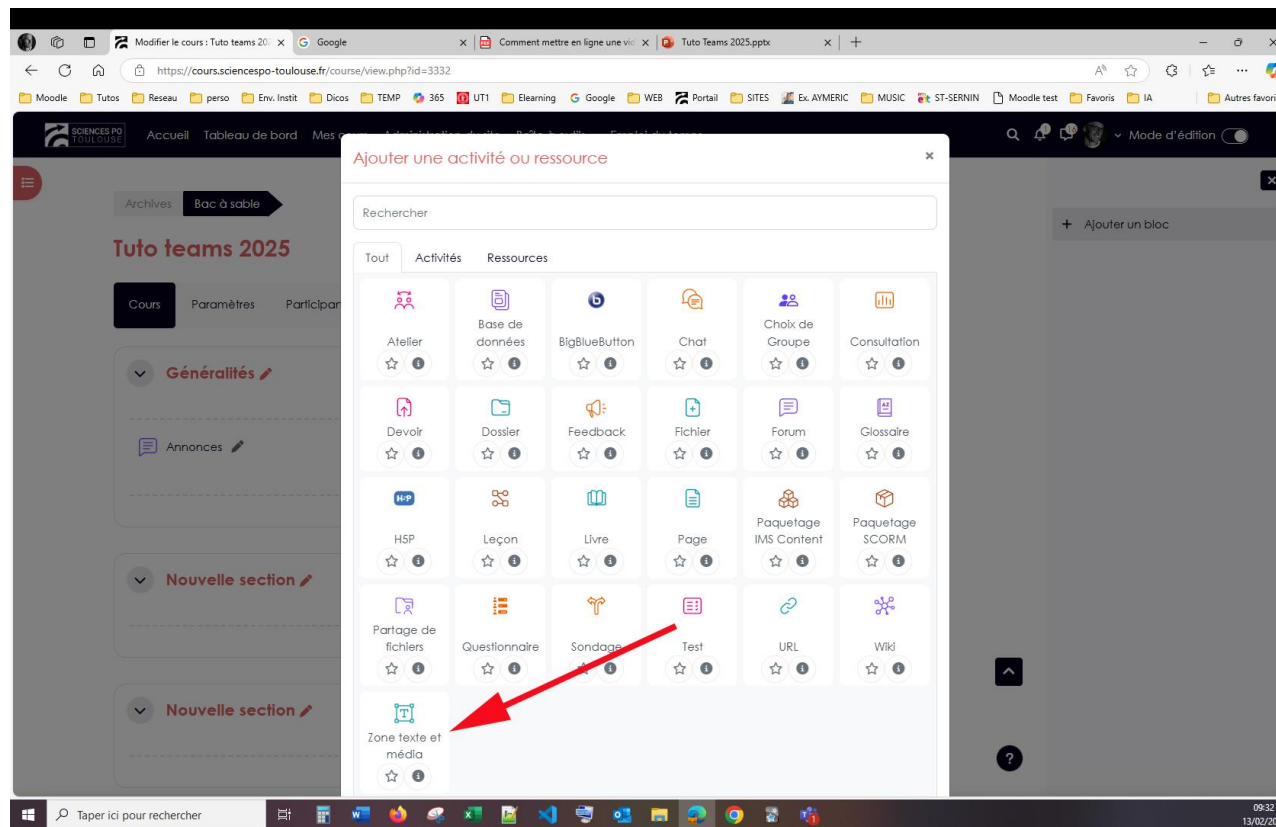 Modifier le cours : Tuto teams 20
Google
Comment mettre en ligne une vid
Tuto Teams 2025.pptx
https://cours.sciencespo-toulouse.fr/course/view.php?id=3332
Moodle Tutos Reseau perso Env. Instit Dicos TEMP 365 UT1 Elearning Google WEB Portail SITES Ex. AYMERIC MUSIC ST-SERNIN Moodle test Favoris IA Autres favori
SCIENCES PO
TOULOUSE
Accueil Tableau de bord Mes
Mode d'édition
Ajouter une activité ou ressource
Archives Bac à sable
Rechercher
Ajouter un bloc
Tuto teams 2025
Tout Activités Ressources
Cours Paramètres Participan
Atelier
Base de
données
BigBlueButton
Chat
Choix de
Groupe
Consultation
Généralités
Devoir
Dossier
Feedback
Fichier
Forum
Glossaire
Annonces
H5P
H5P
Leçon
Livre
Page
Paquetage
IMS Content
Paquetage
SCORM
Nouvelle section
Partage de
fichiers
Questionnaire
Sondage
Test
URL
Wiki
Nouvelle section
Zone texte et
média
Taper ici pour rechercher
09:32
13/02/20